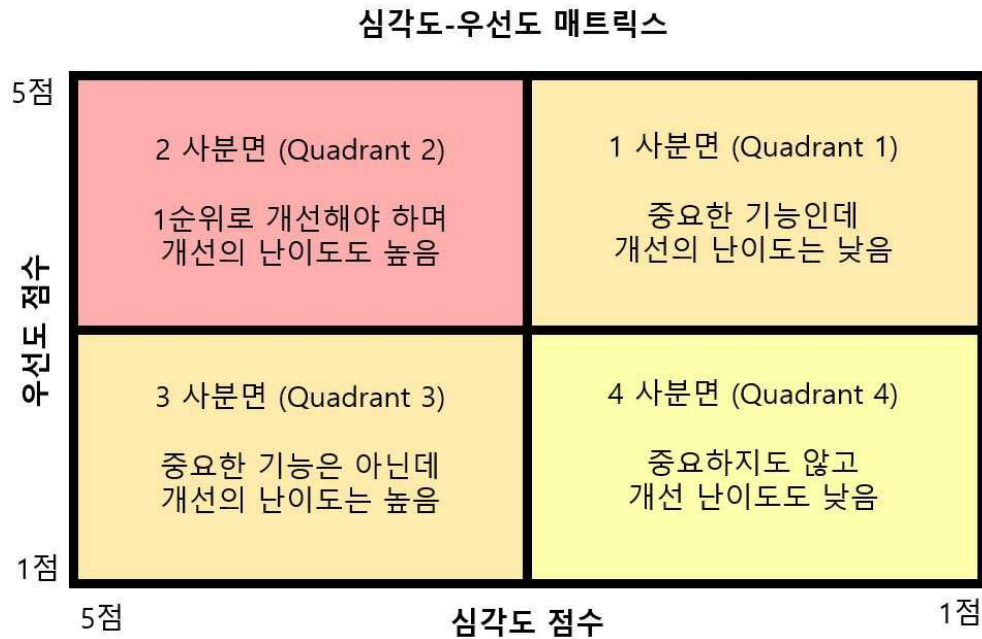 심각도-우선도 매트릭스
5점
2 사분면 (Quadrant 2)
1순위로 개선해야 하며
개선의 난이도도 높음
1 사분면 (Quadrant 1)
중요한 기능인데
개선의 난이도는 낮음
우선도 점수
3 사분면 (Quadrant 3)
중요한 기능은 아닌데
개선의 난이도는 높음
4 사분면 (Quadrant 4)
중요하지도 않고
개선 난이도도 낮음
1점
5점
심각도 점수
1점